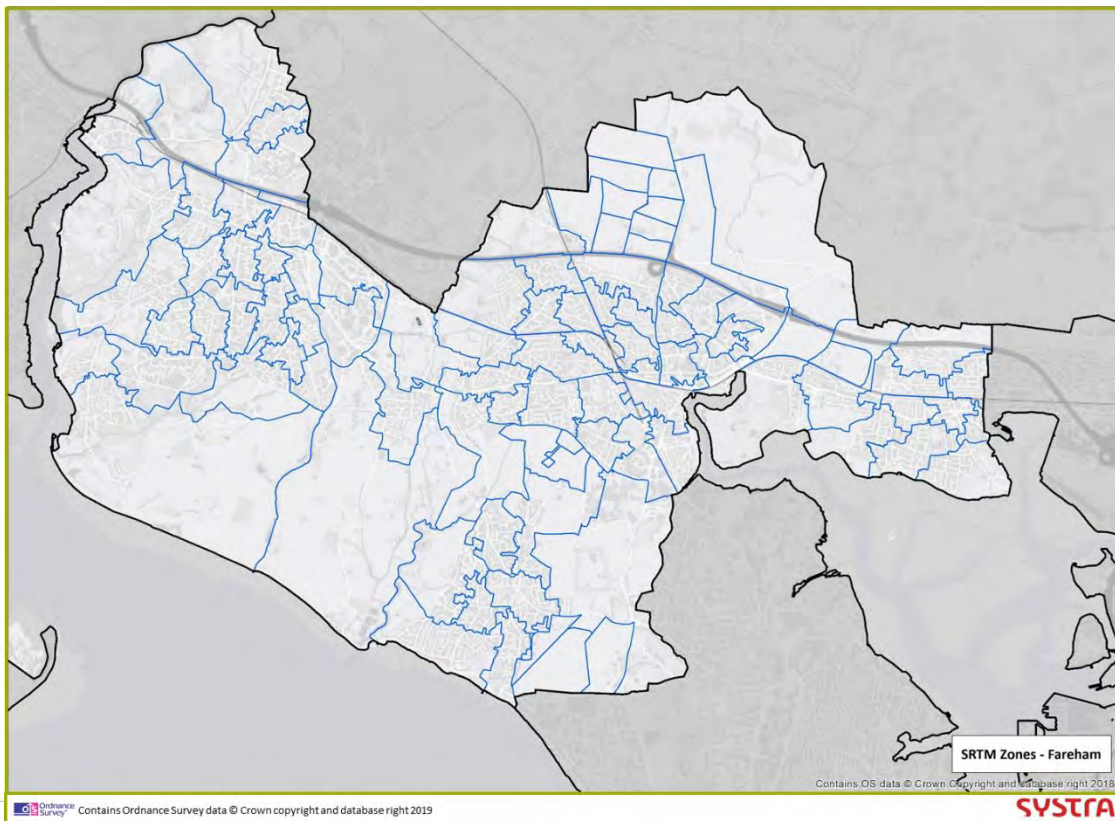 SRTM Zones - Fareham
Contains OS data © Crown Copyright and database right 2018
OS Ordnance Survey Contains Ordnance Survey data © Crown copyright and database right 2019
SYSTRA